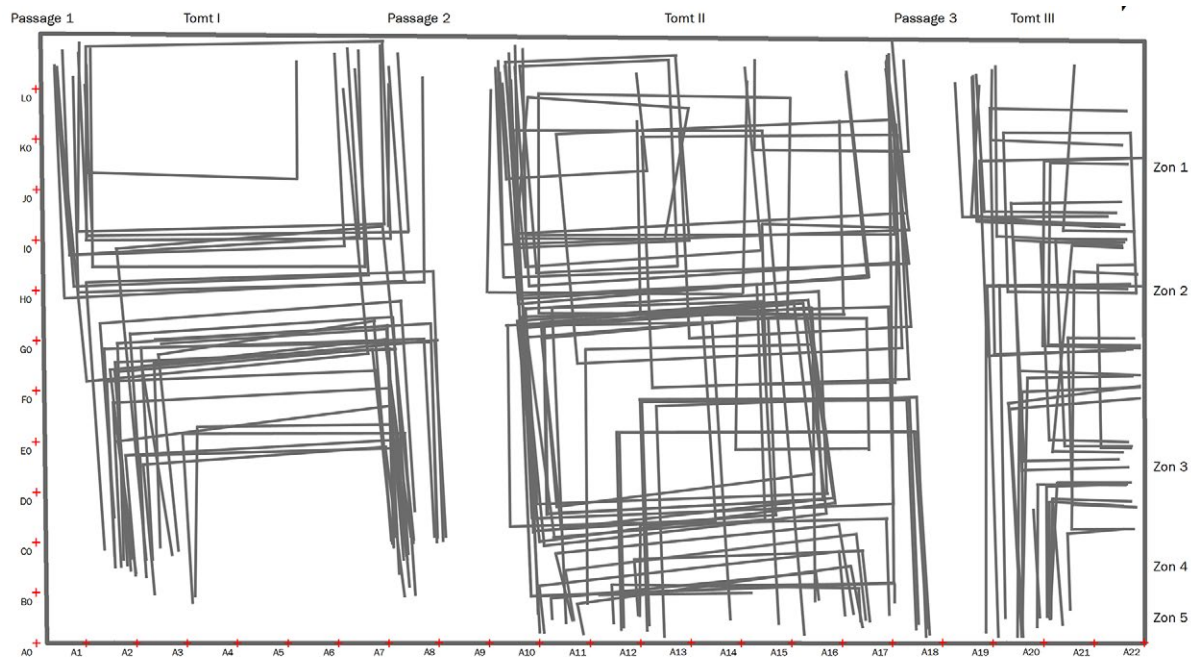 Passage 1 Tomt I Passage 2 Tomt II Passage 3 Tomt III
L0
K0
Zon 1
J0
I0
Zon 2
H0
G0
F0
E0
Zon 3
D0
C0
Zon 4
B0
Zon 5
A0 A1 A2 A3 A4 A5 A6 A7 A8 A9 A10 A11 A12 A13 A14 A15 A16 A17 A18 A19 A20 A21 A22